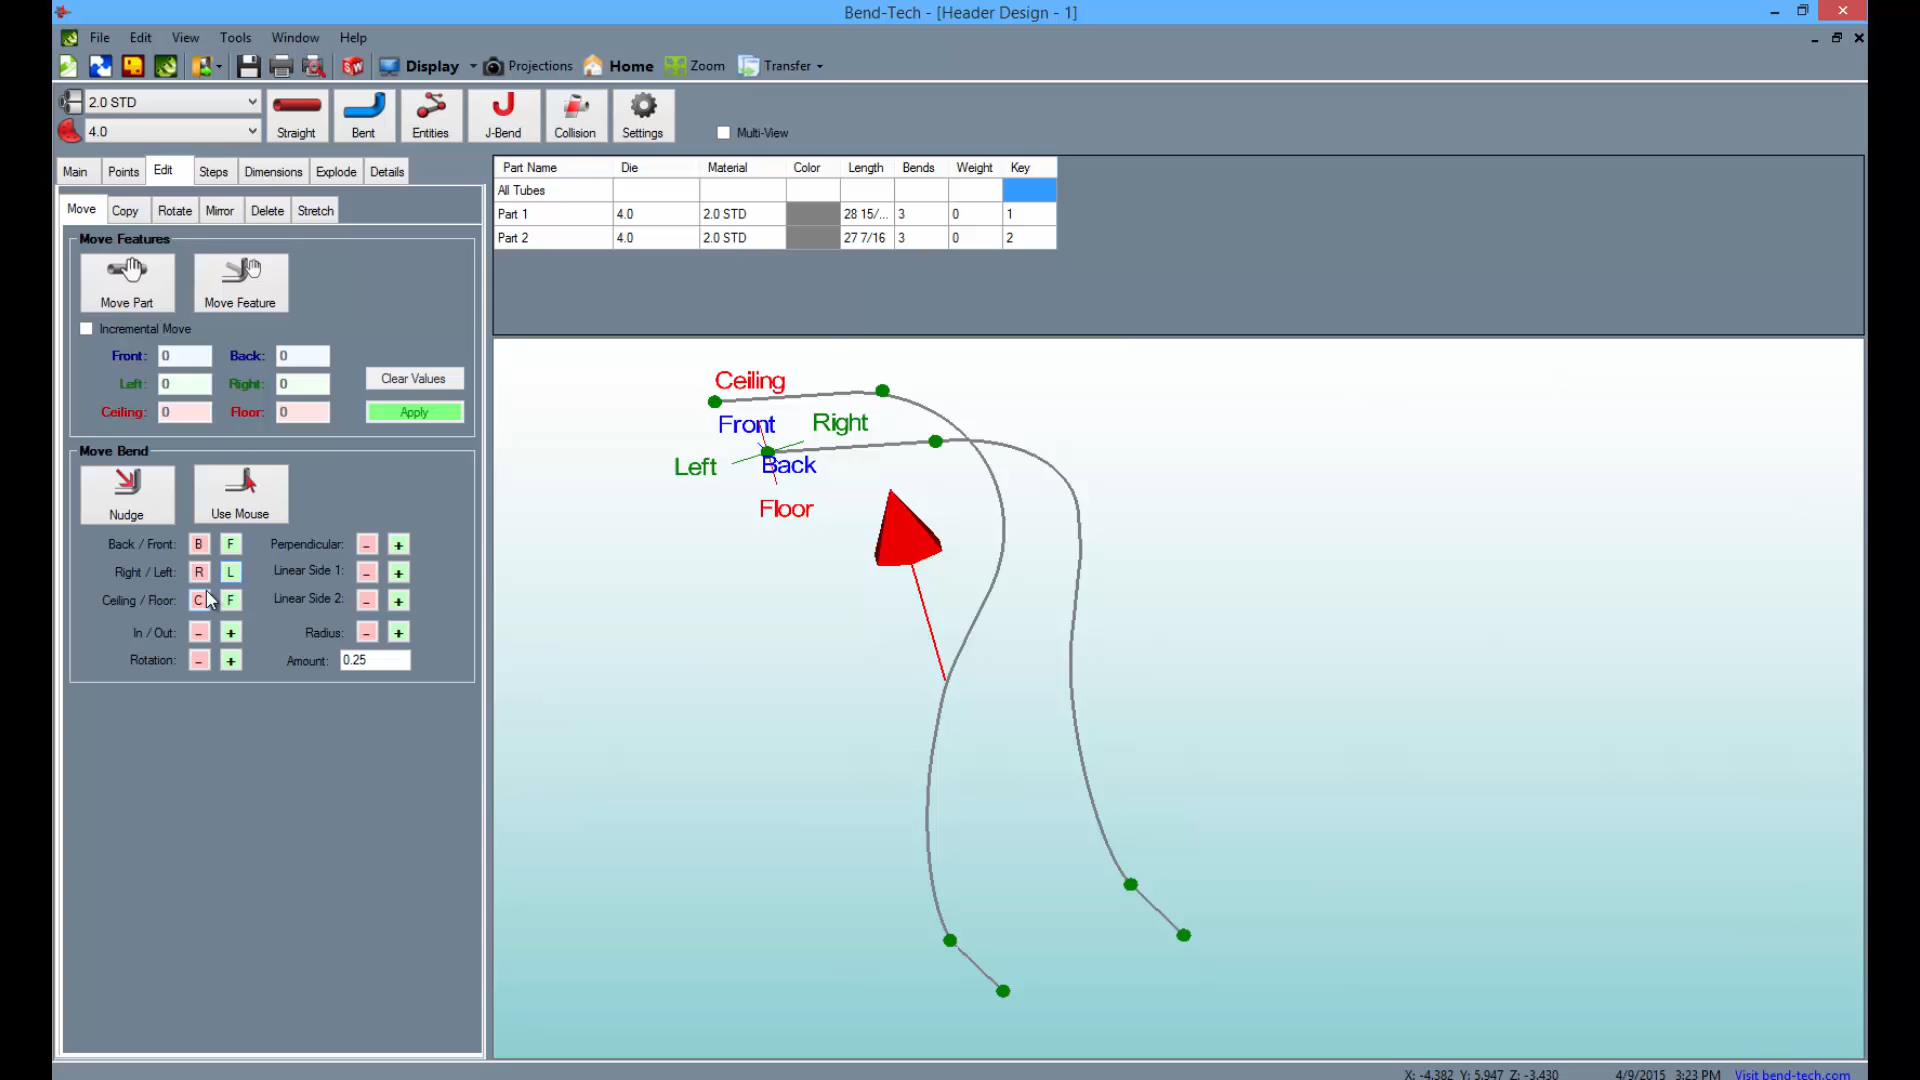 Bend-Tech - [Header Design - 1]
File Edit View Tools Window Help
Display Projections Home Zoom Transfer
2.0 STD
4.0
Straight Bent Entities J-Bend Collision Settings Multi-View
Main Points Edit Steps Dimensions Explode Details
Move Copy Rotate Mirror Delete Stretch
Move Features
Move Part Move Feature
Incremental Move
Front: 0 Back: 0
Left: 0 Right: 0 Clear Values
Ceiling: 0 Floor: 0 Apply
Move Bend
Nudge Use Mouse
Back / Front: B F Perpendicular: - +
Right / Left: R L Linear Side 1: - +
Ceiling / Floor: C F Linear Side 2: - +
In / Out: - + Radius: - +
Rotation: - + Amount: 0.25
Part Name Die Material Color Length Bends Weight Key
All Tubes
Part 1 4.0 2.0 STD 28 15/... 3 0 1
Part 2 4.0 2.0 STD 27 7/16 3 0 2
Ceiling
Front Right
Left Back
Floor
X: -4.382 Y: 5.947 Z: -3.430 4/9/2015 3:23 PM Visit bend-tech.com